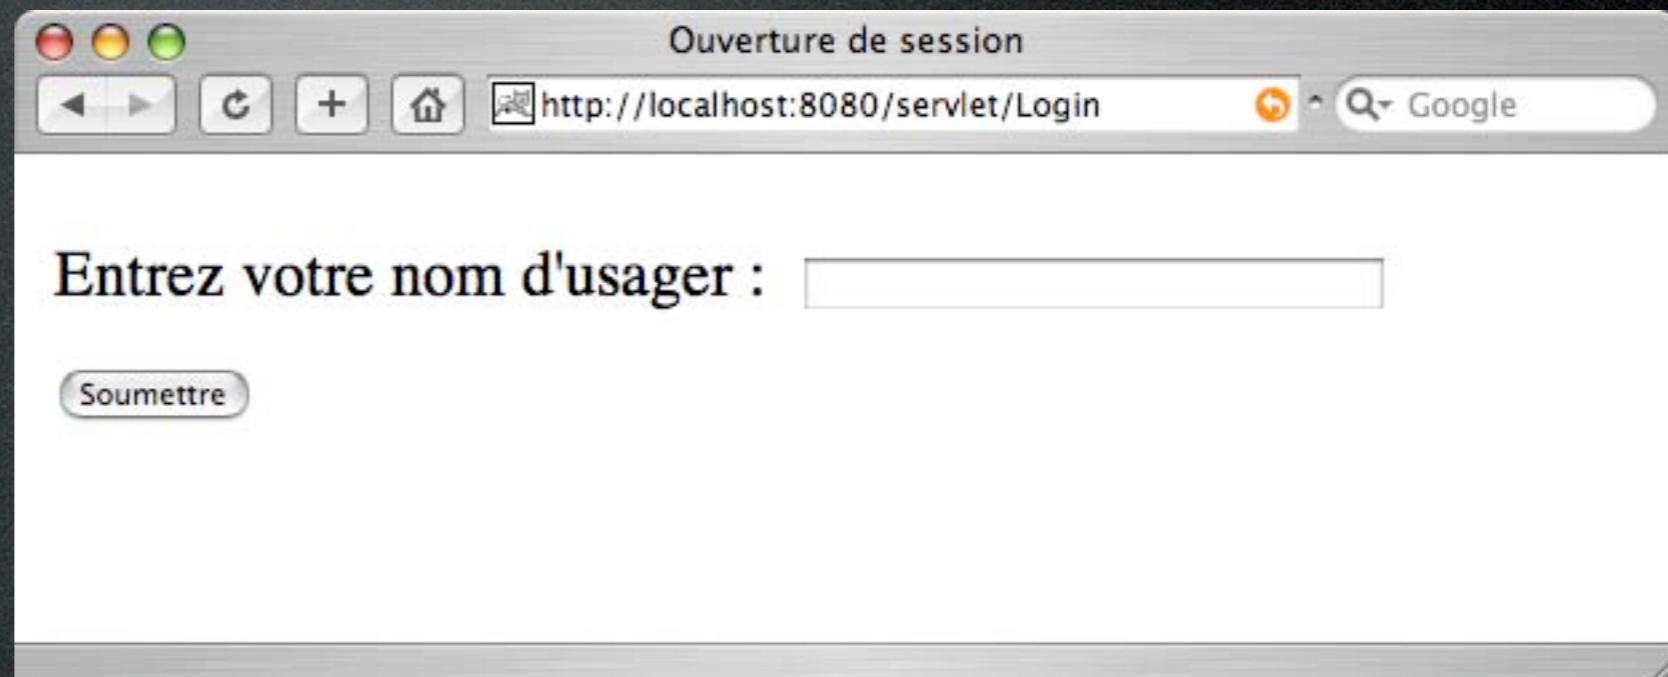 Ouverture de session
http://localhost:8080/servlet/Login
Google
Entrez votre nom d'usager :
Soumettre